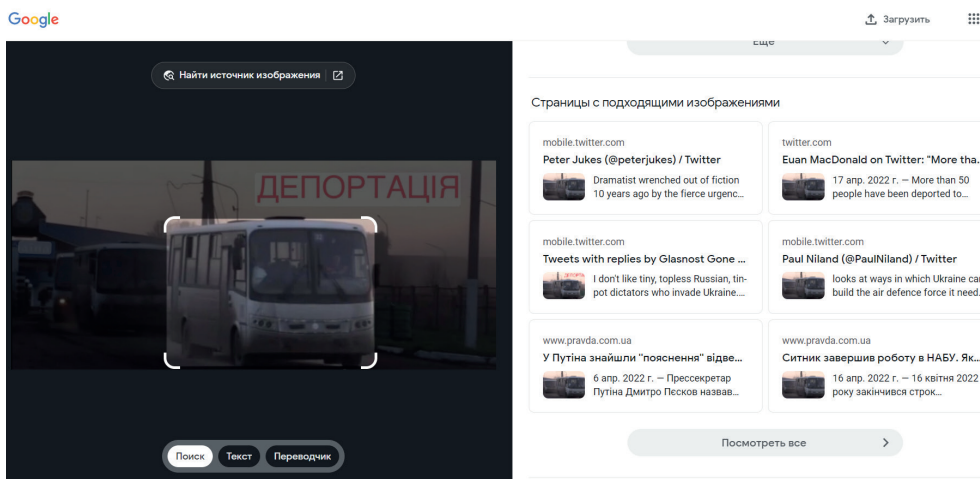 Google
Загрузить
Найти источник изображения
ДЕПОРТАЦІЯ
Поиск
Текст
Переводчик
Еще
Страницы с подходящими изображениями
mobile.twitter.com
Peter Jukes (@peterjukes) / Twitter
Dramatist wrenched out of fiction
10 years ago by the fierce urgenc...
twitter.com
Euan MacDonald on Twitter: "More tha...
17 апр. 2022 г. — More than 50
people have been deported to...
mobile.twitter.com
Tweets with replies by Glasnost Gone ...
I don't like tiny, topless Russian, tin-
pot dictators who invade Ukraine....
mobile.twitter.com
Paul Niland (@PaulNiland) / Twitter
looks at ways in which Ukraine can
build the air defence force it need...
www.pravda.com.ua
У Путіна знайшли "пояснення" відве...
6 апр. 2022 г. — Прессекретар
Путіна Дмитро Пєсков назвав...
www.pravda.com.ua
Ситник завершив роботу в НАБУ. Як...
16 апр. 2022 г. — 16 квітня 2022
року закінчився строк...
Посмотреть все